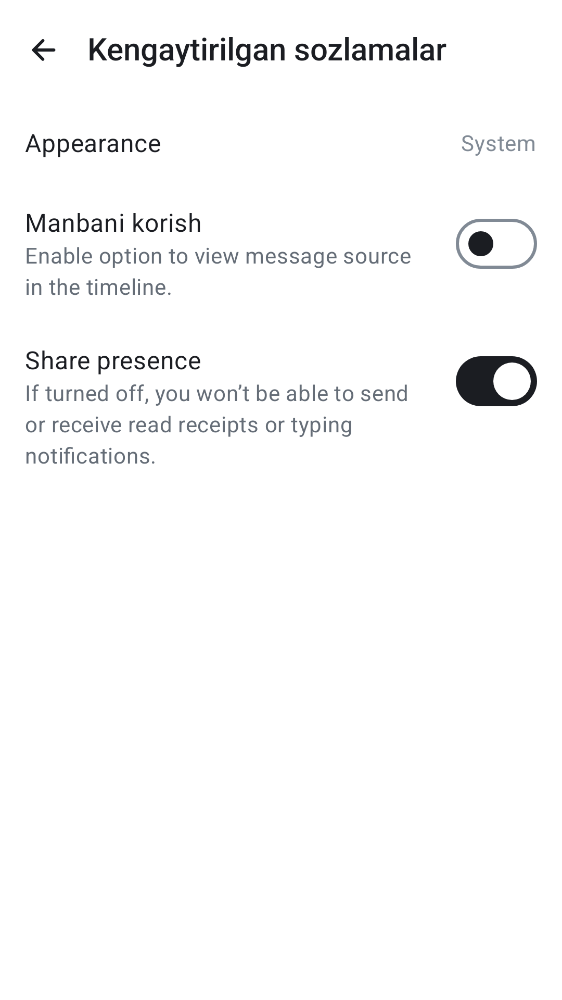 Kengaytirilgan sozlamalar
Appearance
System
Manbani korish
Enable option to view message source
in the timeline.
Share presence
If turned off, you won’t be able to send
or receive read receipts or typing
notifications.